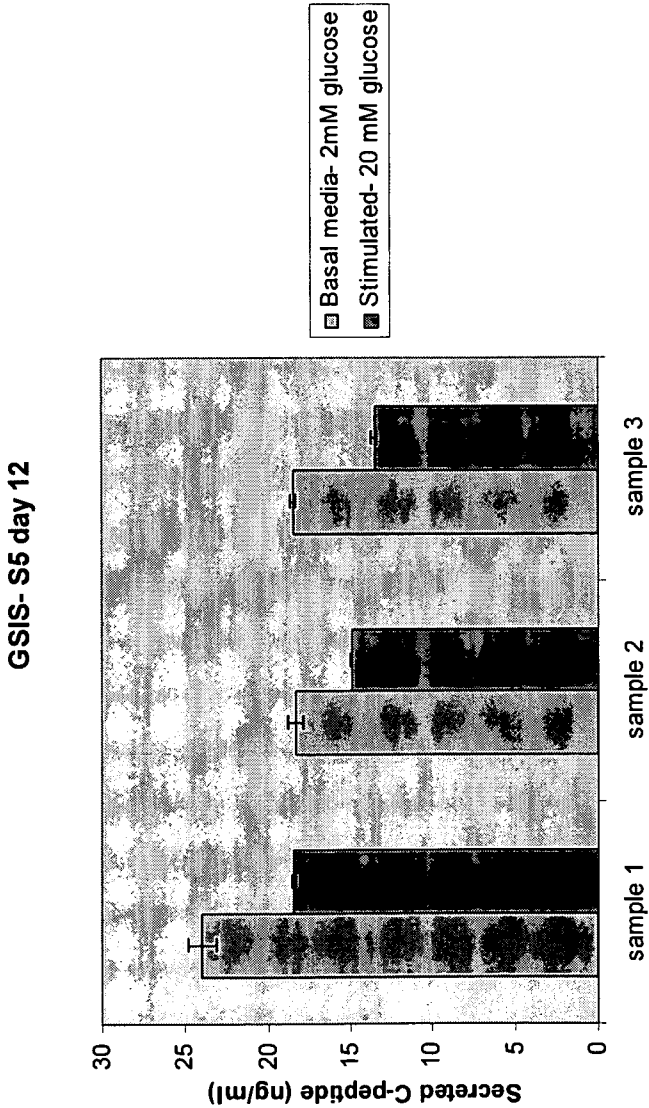 GSIS- S5 day 12
Secreted C-peptide (ng/ml)
30
25
20
15
10
5
0
sample 1
sample 2
sample 3
Basal media- 2mM glucose
Stimulated- 20 mM glucose